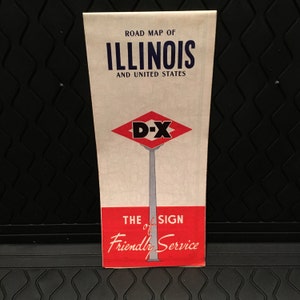 ROAD MAP OF
ILLINOIS
AND UNITED STATES
D-X
THE SIGN
of
Friendly Service